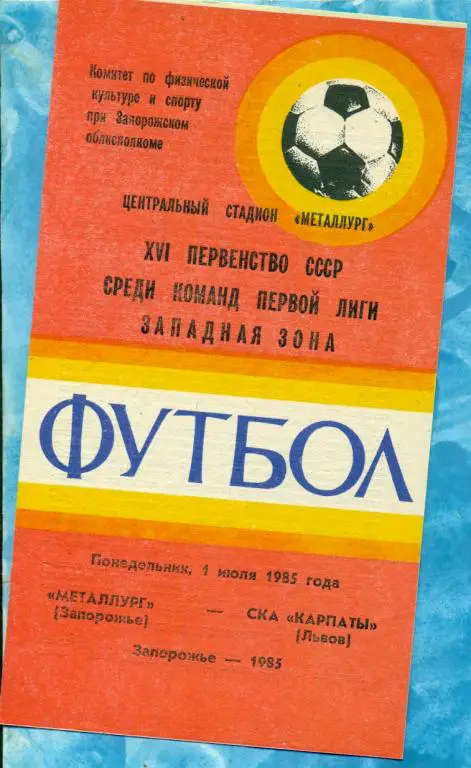 Комитет по физической
культуре и спорту
при Запорожском
облисполкоме
ЦЕНТРАЛЬНЫЙ СТАДИОН «МЕТАЛЛУРГ»
XVI ПЕРВЕНСТВО СССР
СРЕДИ КОМАНД ПЕРВОЙ ЛИГИ
ЗАПАДНАЯ ЗОНА
ФУТБОЛ
Понедельник, 1 июля 1985 года
«МЕТАЛЛУРГ» — СКА «КАРПАТЫ»
(Запорожье) (Львов)
Запорожье — 1985